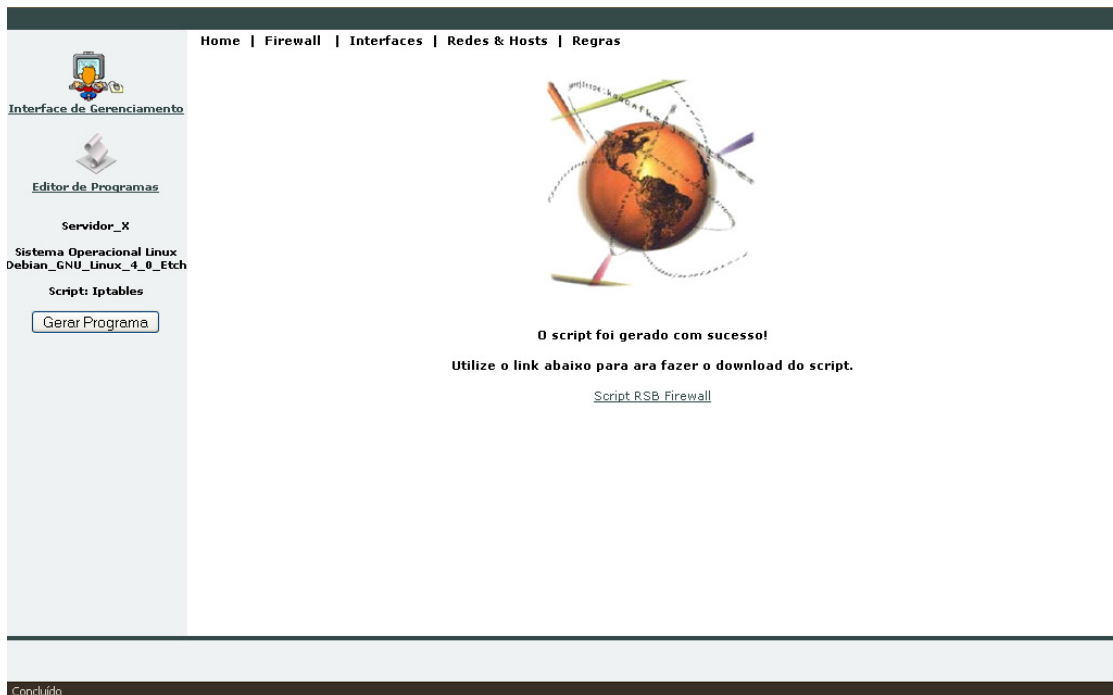 Home | Firewall | Interfaces | Redes & Hosts | Regras
Interface de Gerenciamento
Editor de Programas
Servidor_X
Sistema Operacional Linux
Debian_GNU_Linux_4_0_Etch
Script: Iptables
Gerar Programa
O script foi gerado com sucesso!
Utilize o link abaixo para ara fazer o download do script.
Script RSB Firewall
Concluído